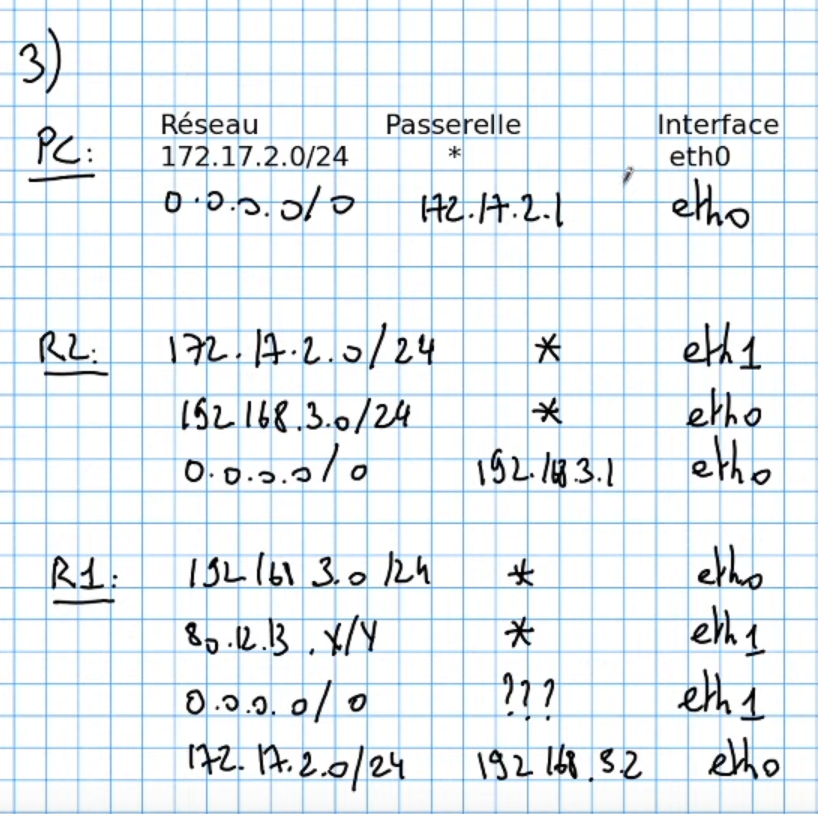 3)
Réseau Passerelle Interface
PC: 172.17.2.0/24 * eth0
0.0.0.0/0 172.17.2.1 eth0
R2: 172.17.2.0/24 * eth1
192 168.3.0/24 * eth0
0.0.0.0/0 192.168.3.1 eth0
R1: 192 168 3.0/24 * eth0
80.12.13.X/Y * eth1
0.0.0.0/0 ??? eth1
172.17.2.0/24 192 168.3.2 eth0